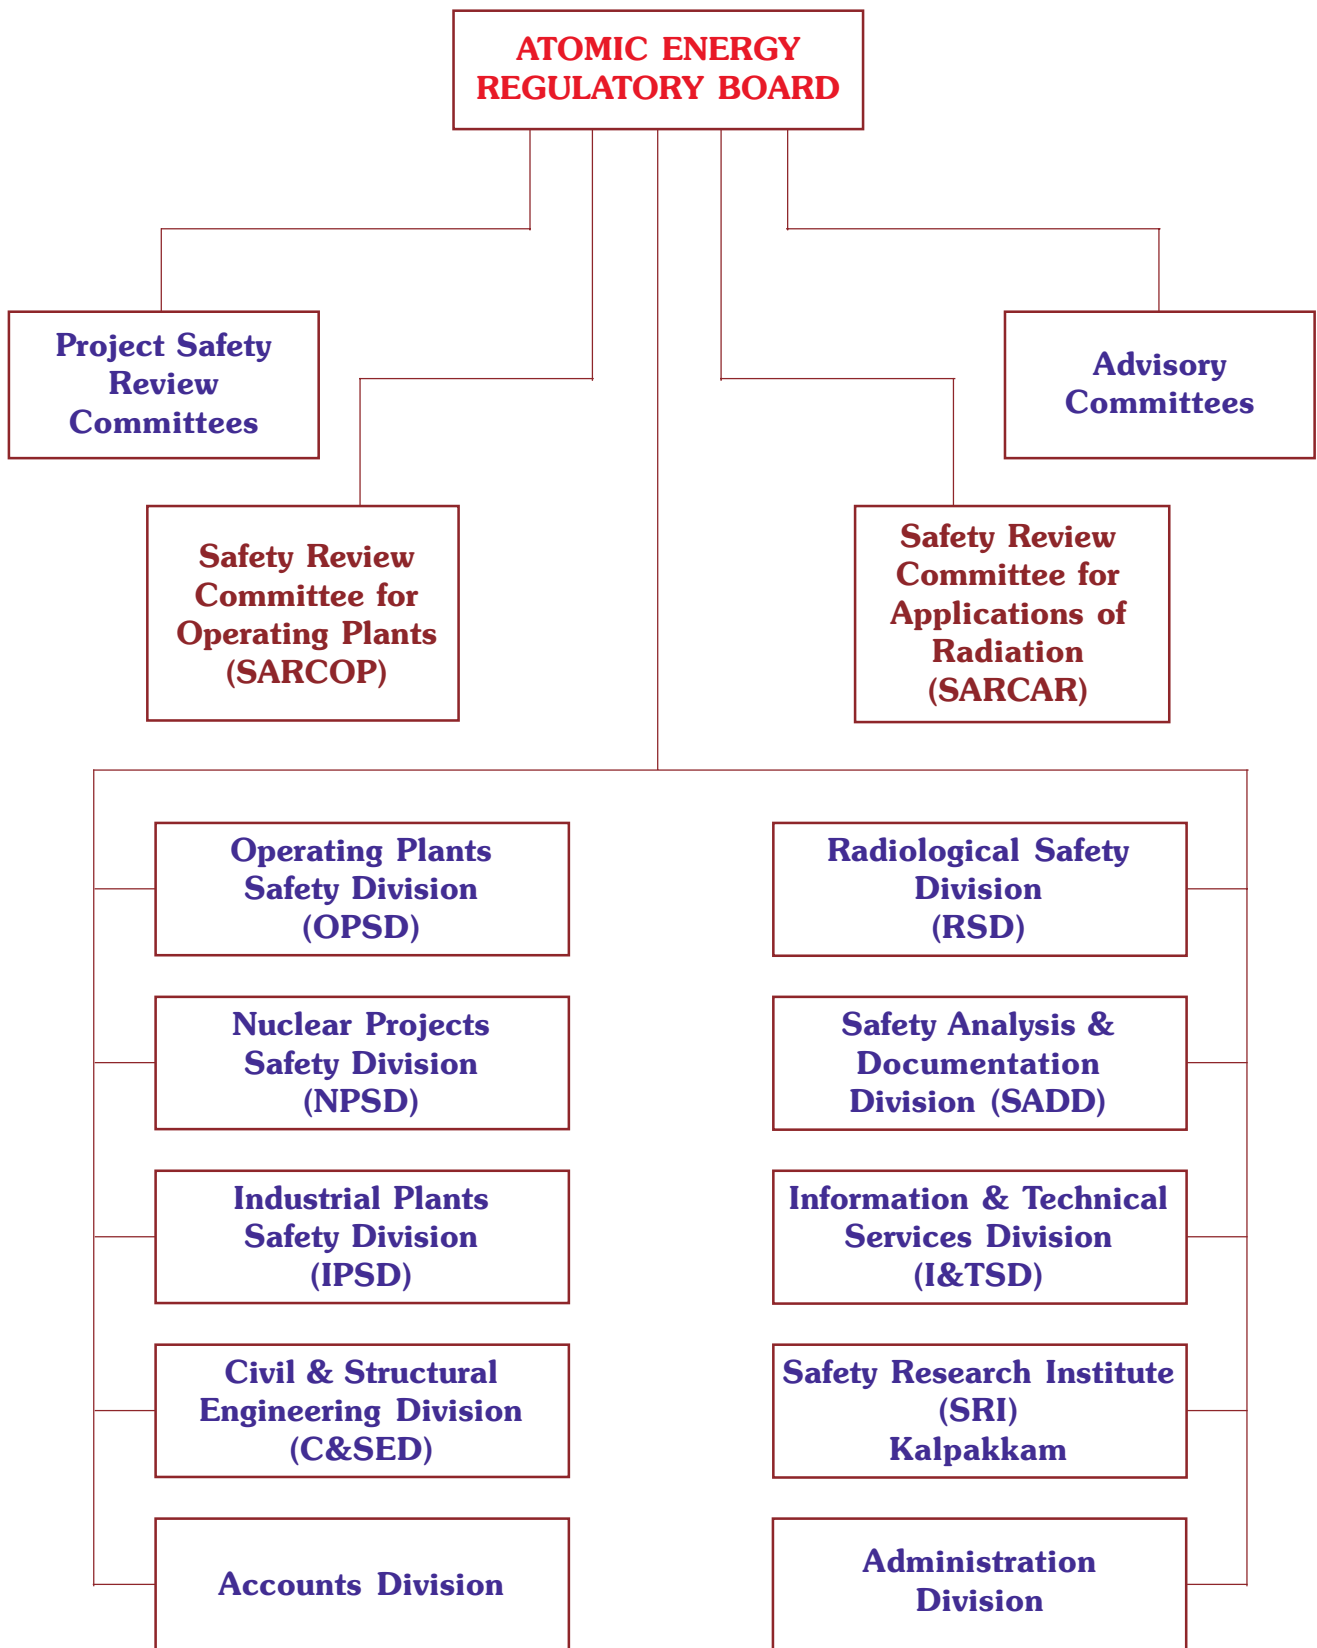 ATOMIC ENERGY
REGULATORY BOARD
Project Safety
Review
Committees
Advisory
Committees
Safety Review
Committee for
Operating Plants
(SARCOP)
Safety Review
Committee for
Applications of
Radiation
(SARCAR)
Operating Plants
Safety Division
(OPSD)
Radiological Safety
Division
(RSD)
Nuclear Projects
Safety Division
(NPSD)
Safety Analysis &
Documentation
Division (SADD)
Industrial Plants
Safety Division
(IPSD)
Information & Technical
Services Division
(I&TSD)
Civil & Structural
Engineering Division
(C&SED)
Safety Research Institute
(SRI)
Kalpakkam
Accounts Division
Administration
Division